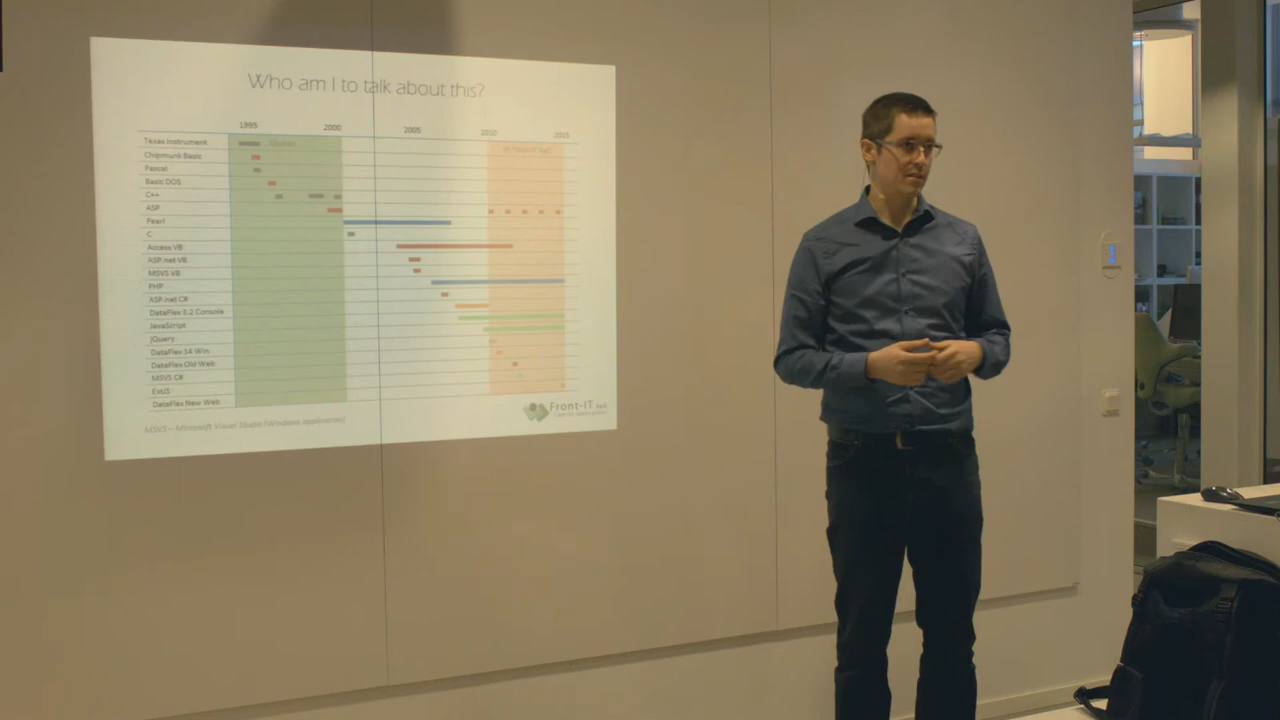 Who am I to talk about this?
1995 2000 2005 2010 2015
Texas Instrument
Chipmunk Basic
Pascal
Basic DOS
C++
ASP
Pearl
C
Access VB
ASP.net VB
MSVS VB
PHP
ASP.net C#
DataFlex 3.2 Console
JavaScript
jQuery
DataFlex 14 Win
DataFlex Old Web
MSVS C#
ExtJS
DataFlex New Web
MSVS – Microsoft Visual Studio (Windows application)
Front-IT